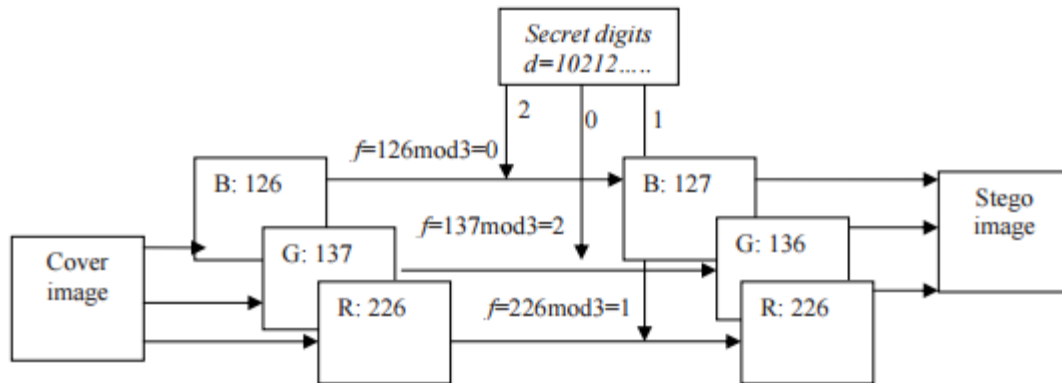 Secret digits
d=10212.....
2
0
1
f=126mod3=0
B: 126
B: 127
Stego
image
f=137mod3=2
G: 137
G: 136
Cover
image
R: 226
f=226mod3=1
R: 226